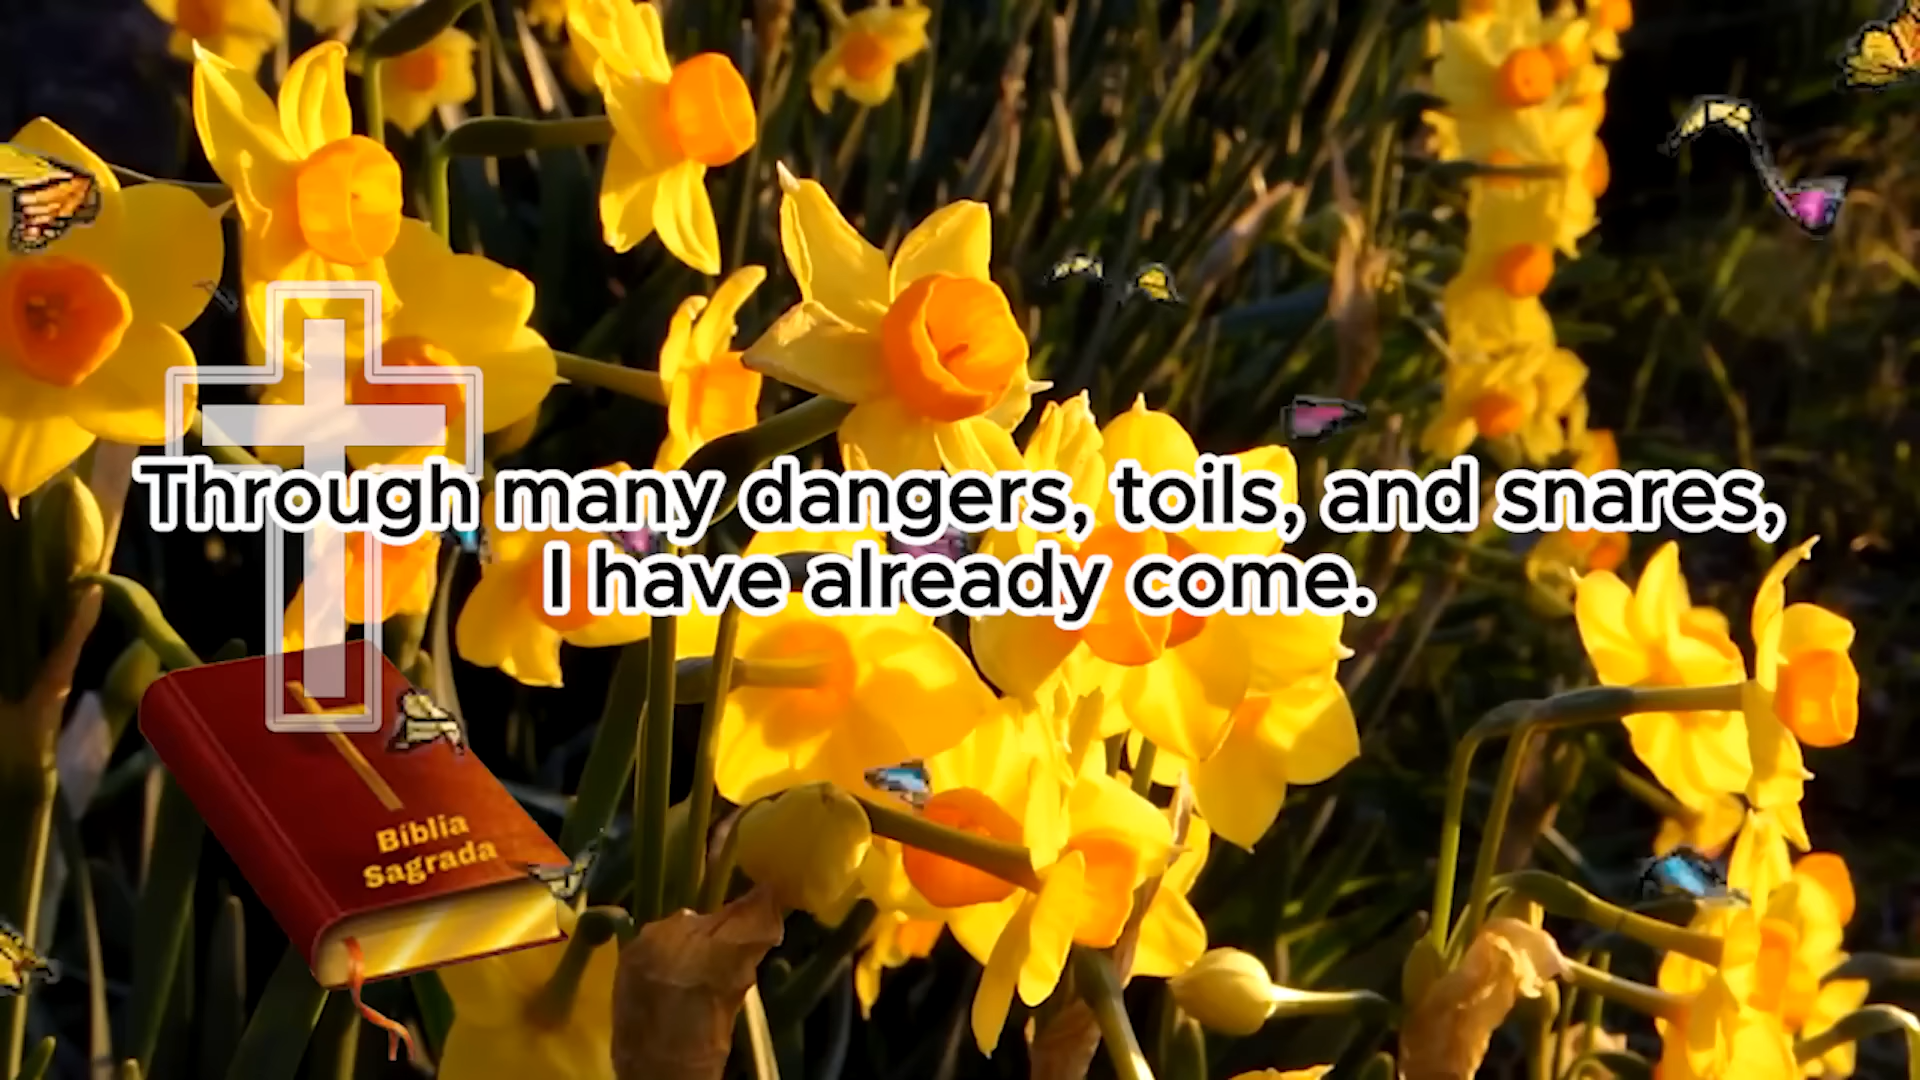 Through many dangers, toils, and snares,
I have already come.
Bíblia
Sagrada